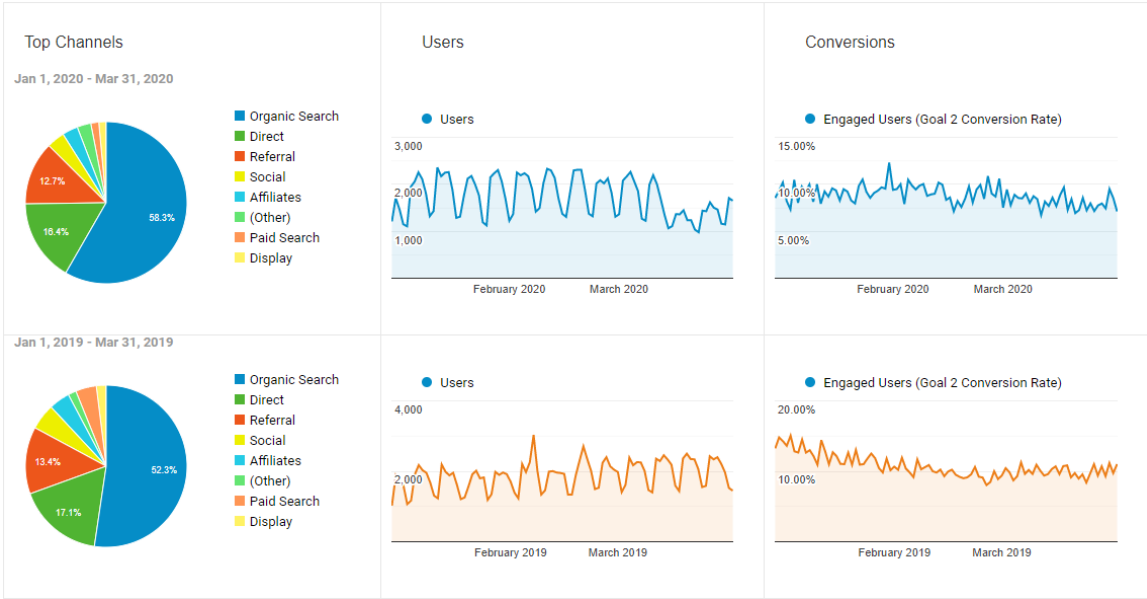 Top Channels
Users
Conversions
Jan 1, 2020 - Mar 31, 2020
Organic Search
Direct
Referral
Social
Affiliates
(Other)
Paid Search
Display
58.3%
16.4%
12.7%
Users
3,000
2,000
1,000
February 2020
March 2020
Engaged Users (Goal 2 Conversion Rate)
15.00%
10.00%
5.00%
February 2020
March 2020
Jan 1, 2019 - Mar 31, 2019
Organic Search
Direct
Referral
Social
Affiliates
(Other)
Paid Search
Display
52.3%
17.1%
13.4%
Users
4,000
2,000
February 2019
March 2019
Engaged Users (Goal 2 Conversion Rate)
20.00%
10.00%
February 2019
March 2019